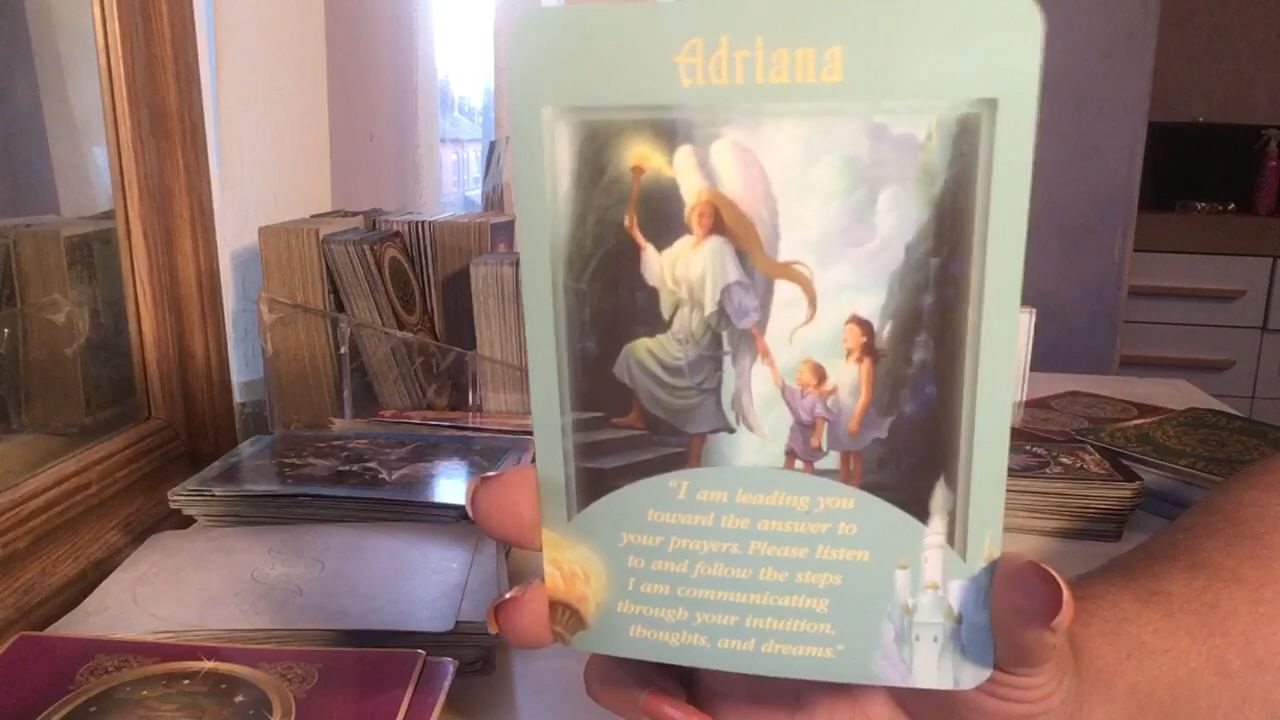 Adriana
"I am leading you
toward the answer to
your prayers. Please listen
to and follow the steps
I am communicating
through your intuition,
thoughts, and dreams."